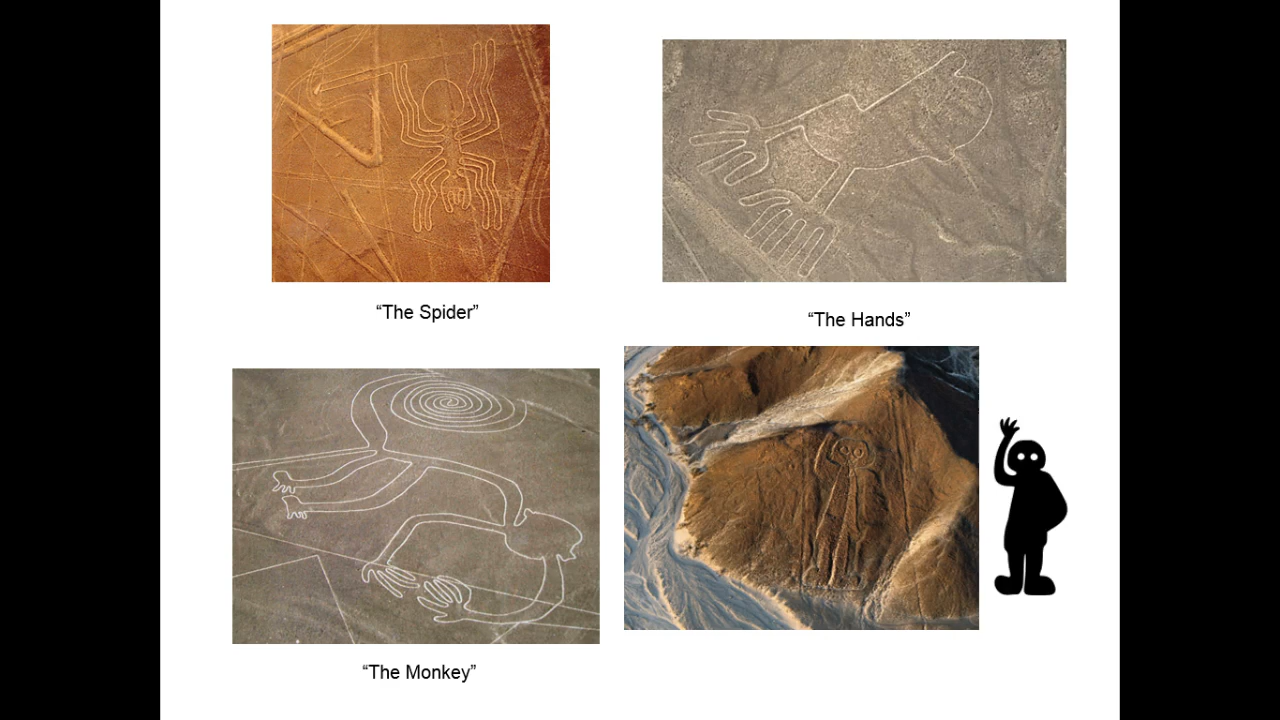 “The Spider”
“The Hands”
“The Monkey”